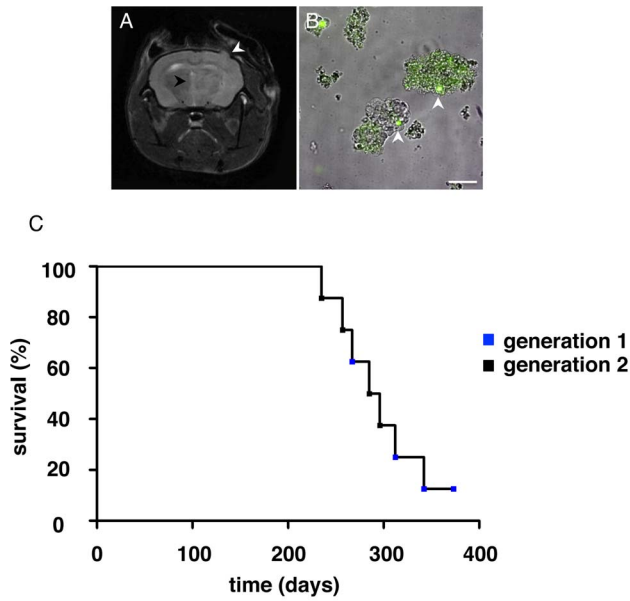 A
B
C
100
80
60
40
20
0
survival (%)
0 100 200 300 400
time (days)
generation 1
generation 2